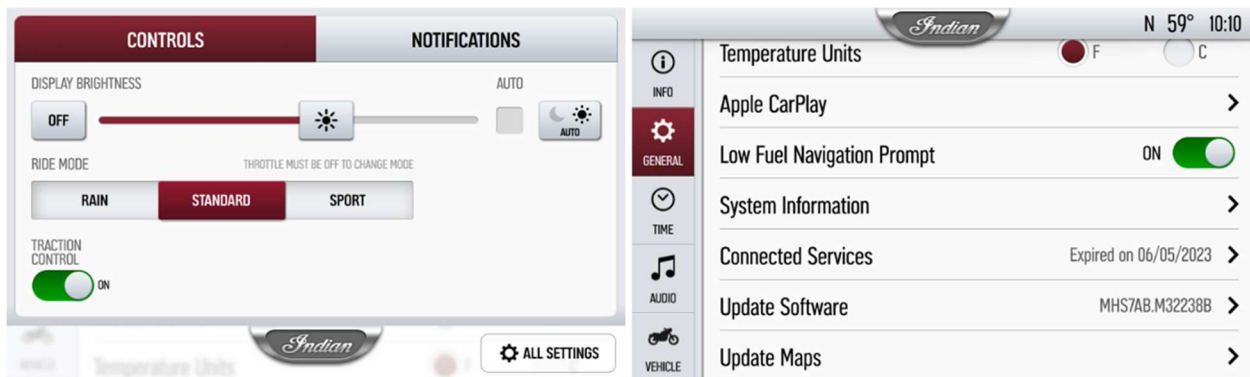 CONTROLS
NOTIFICATIONS
DISPLAY BRIGHTNESS
AUTO
OFF
AUTO
RIDE MODE
THROTTLE MUST BE OFF TO CHANGE MODE
RAIN
STANDARD
SPORT
TRACTION
CONTROL
ON
Indian
VEHICLE
Temperature Units
F
ALL SETTINGS
Indian
N 59° 10:10
INFO
GENERAL
TIME
AUDIO
VEHICLE
Temperature Units
F
C
Apple CarPlay
Low Fuel Navigation Prompt
ON
System Information
Connected Services
Expired on 06/05/2023
Update Software
MHS7AB.M32238B
Update Maps